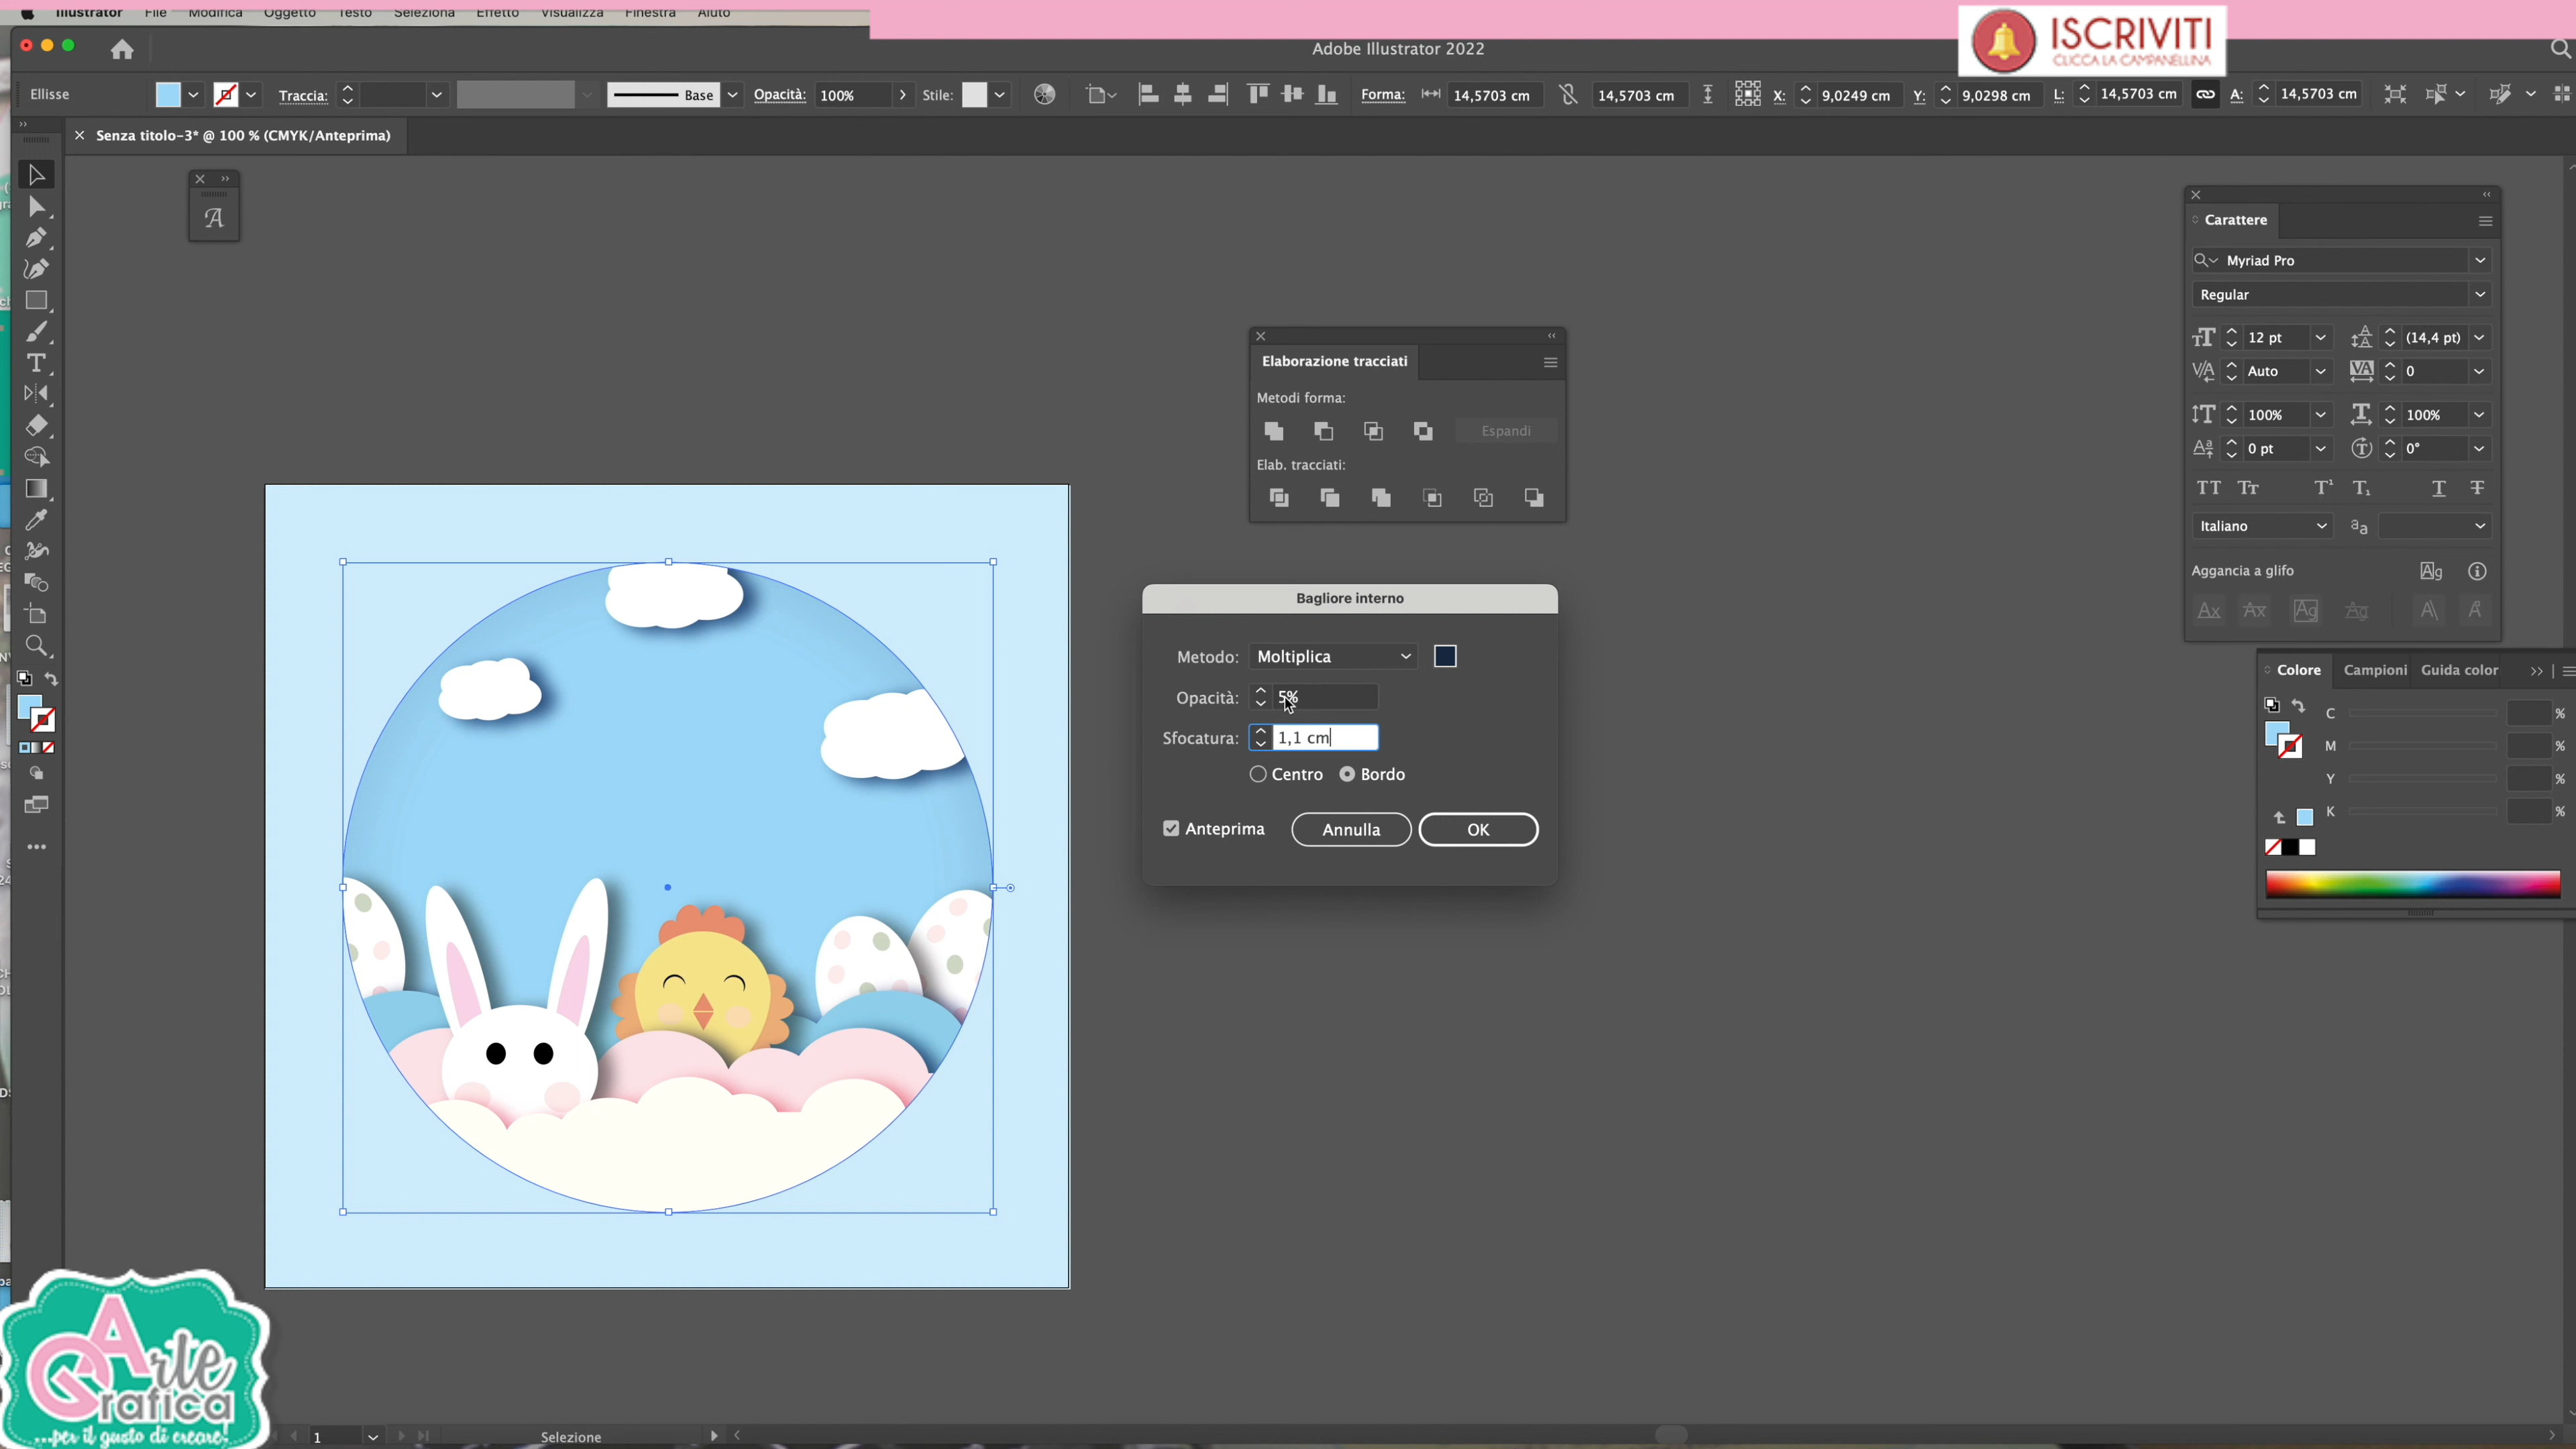 Illustrator File Modifica Oggetto Testo Seleziona Effetto Visualizza Finestra Aiuto
ISCRIVITI
CLICCA LA CAMPANELLINA
Adobe Illustrator 2022
Ellisse Traccia: Base Opacità: 100% Stile: Forma: 14,5703 cm 14,5703 cm X: 9,0249 cm Y: 9,0298 cm L: 14,5703 cm A: 14,5703 cm
Senza titolo-3* @ 100 % (CMYK/Anteprima)
Carattere
Myriad Pro
Regular
12 pt (14,4 pt)
Auto 0
100% 100%
0 pt 0°
Italiano
Aggancia a glifo
Elaborazione tracciati
Metodi forma:
Espandi
Elab. tracciati:
Bagliore interno
Metodo: Moltiplica
Opacità: 5%
Sfocatura: 1,1 cm
Centro Bordo
Anteprima Annulla OK
Colore Campioni Guida color
C %
M %
Y %
K %
Arte
Grafica
...per il gusto di creare!
1 Selezione